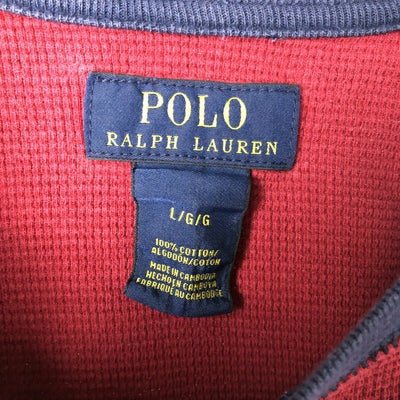 POLO
RALPH LAUREN
L/G/G
100% COTTON/
ALGODÓN/COTON
MADE IN CAMBODIA
HECHO EN CAMBOYA
FABRIQUÉ AU CAMBODGE